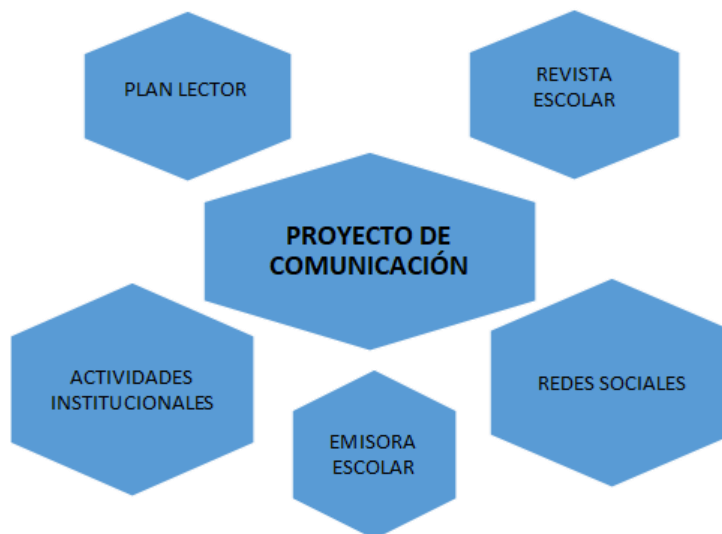 PLAN LECTOR
REVISTA
ESCOLAR
PROYECTO DE
COMUNICACIÓN
ACTIVIDADES
INSTITUCIONALES
REDES SOCIALES
EMISORA
ESCOLAR